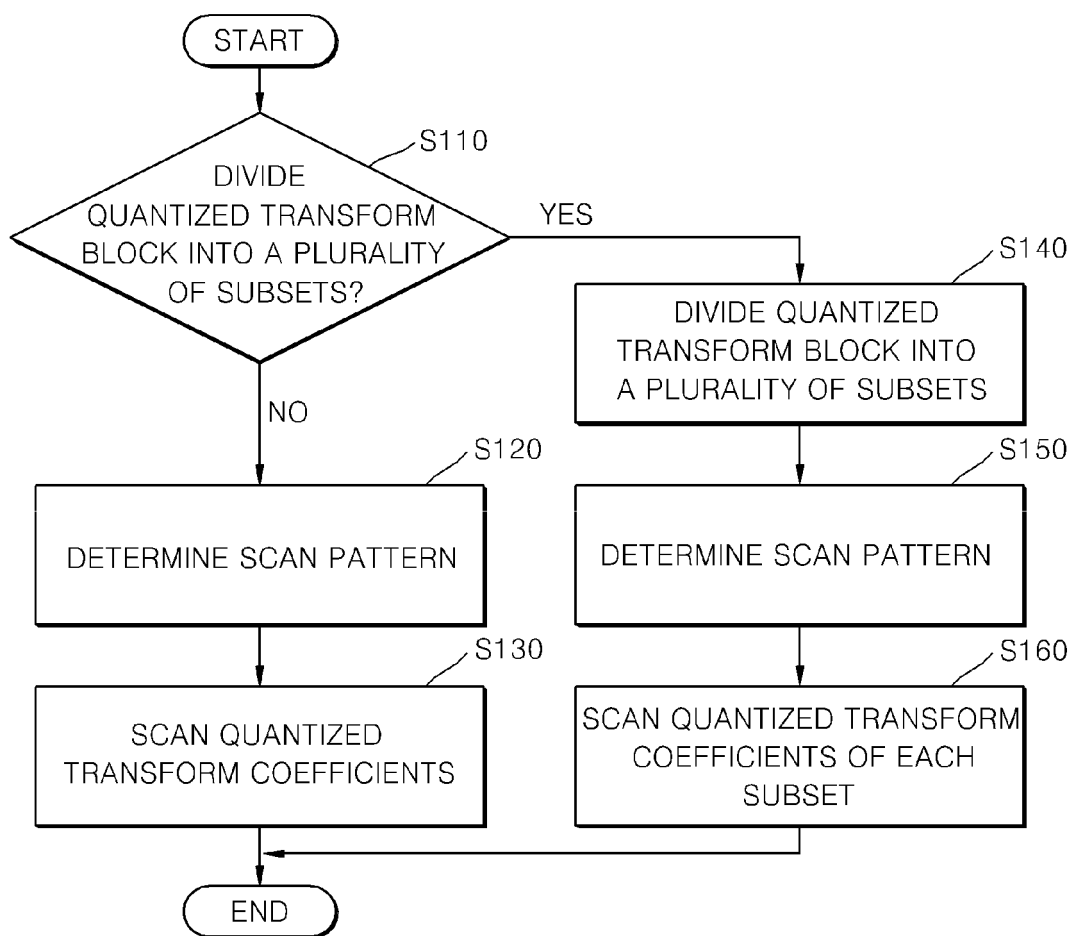 START
S110
DIVIDE
QUANTIZED TRANSFORM
BLOCK INTO A PLURALITY
OF SUBSETS?
YES
NO
S140
DIVIDE QUANTIZED
TRANSFORM BLOCK INTO
A PLURALITY OF SUBSETS
S120
DETERMINE SCAN PATTERN
S150
DETERMINE SCAN PATTERN
S130
SCAN QUANTIZED
TRANSFORM COEFFICIENTS
S160
SCAN QUANTIZED TRANSFORM
COEFFICIENTS OF EACH
SUBSET
END